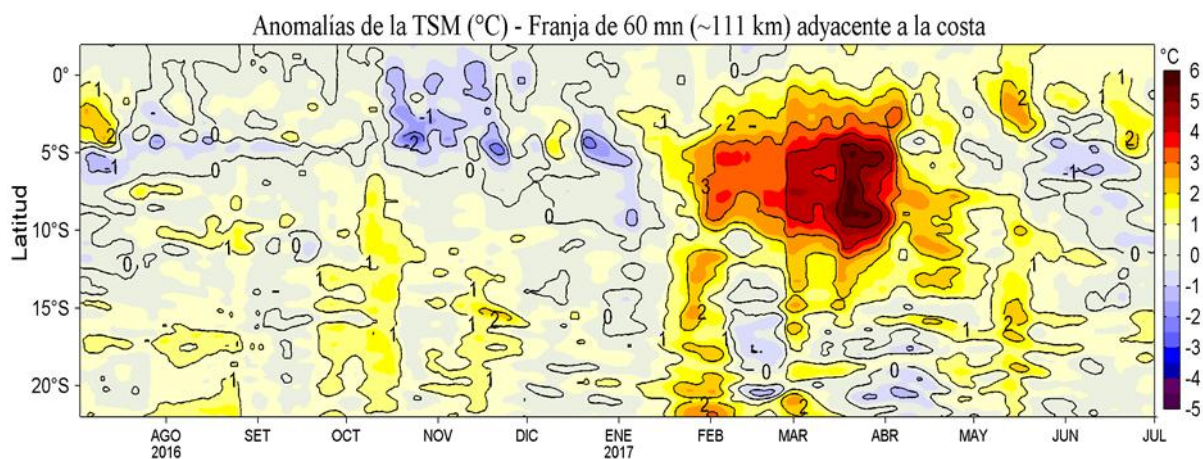 Anomalías de la TSM (°C) - Franja de 60 mn (~111 km) adyacente a la costa
°C
6
5
4
3
2
1
0
-1
-2
-3
-4
-5
Latitud
0°
5°S
10°S
15°S
20°S
AGO SET OCT NOV DIC ENE FEB MAR ABR MAY JUN JUL
2016 2017